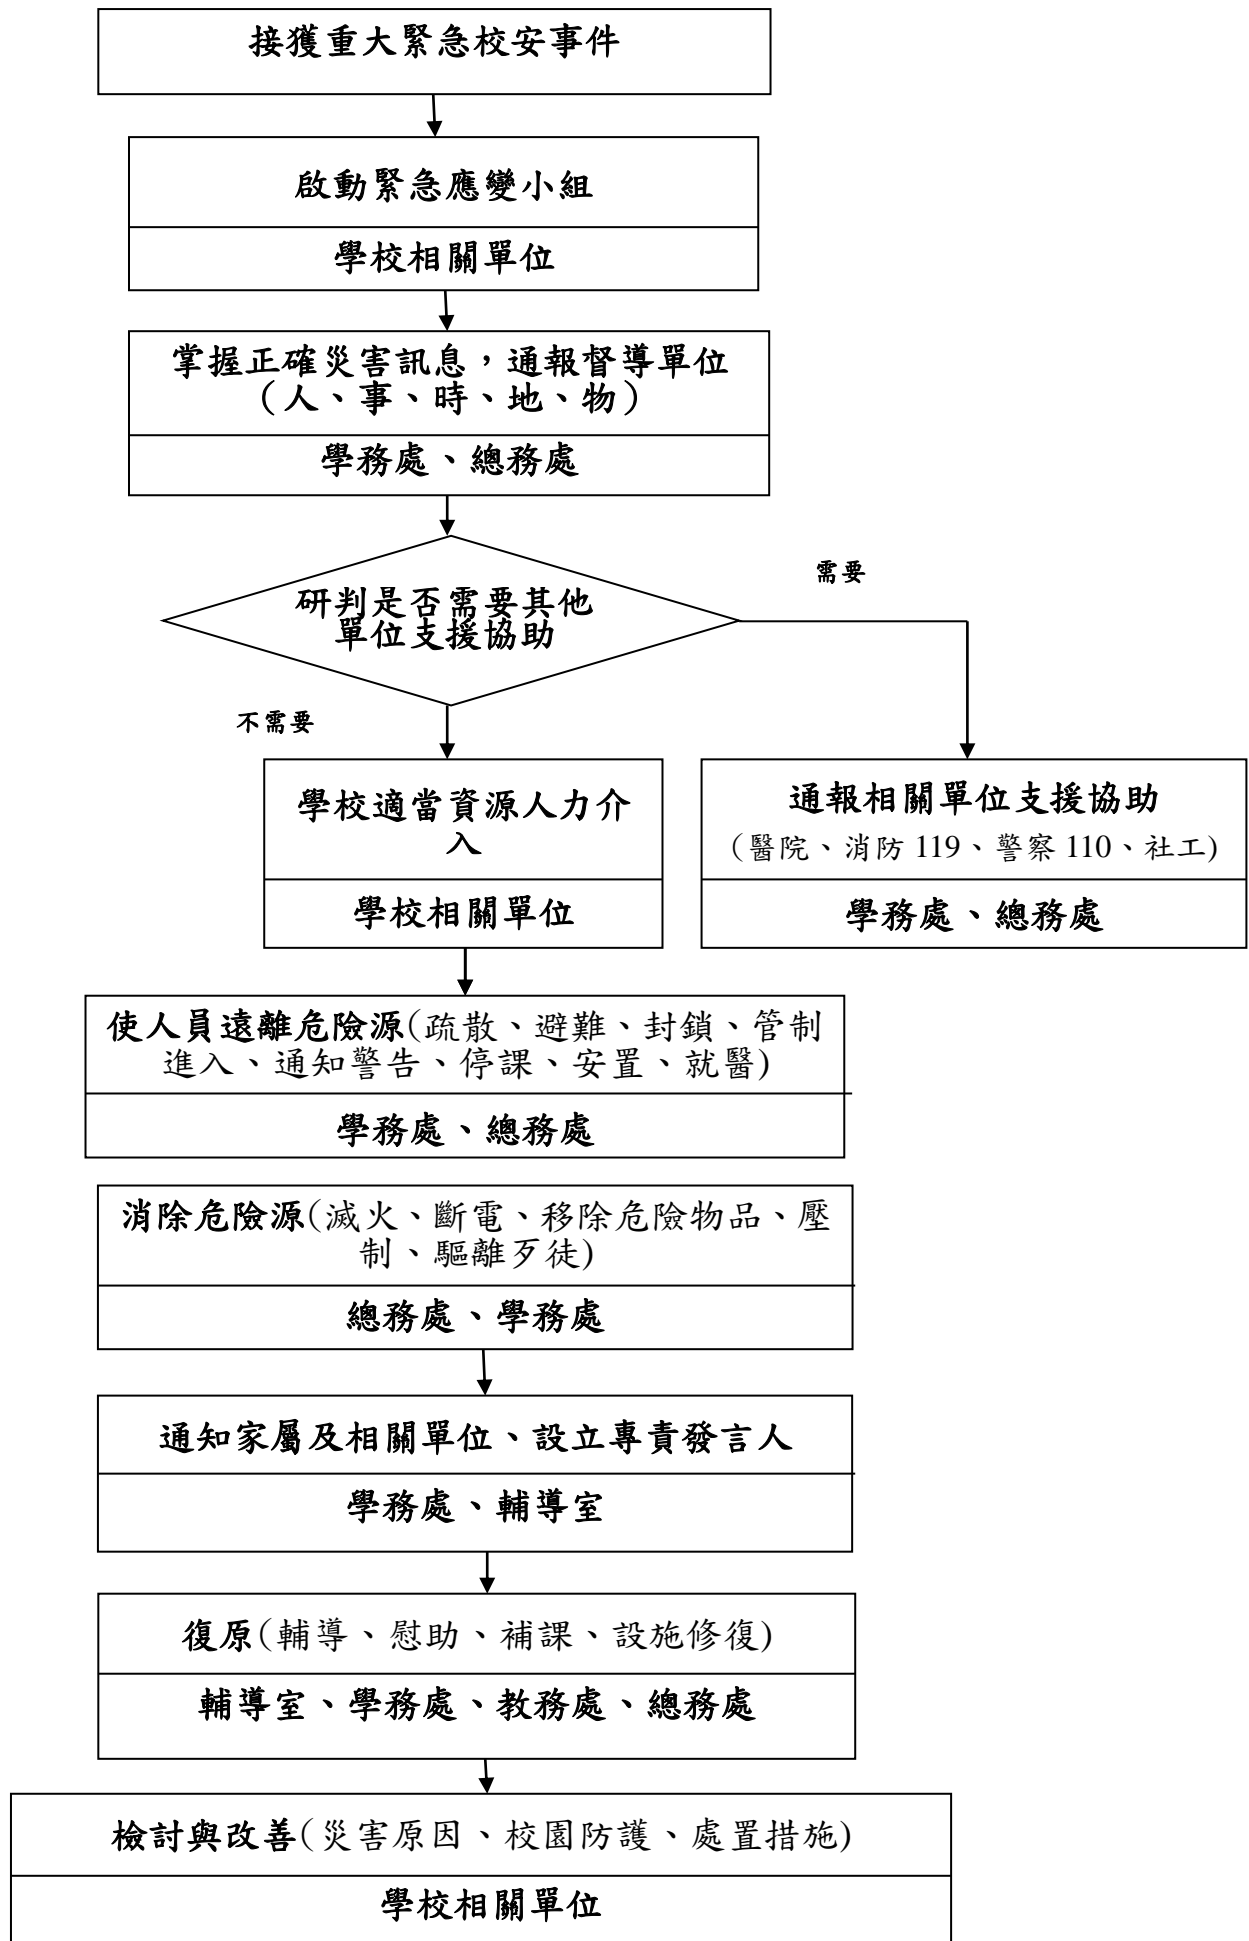 接獲重大緊急校安事件
啟動緊急應變小組
學校相關單位
掌握正確災害訊息，通報督導單位
（人、事、時、地、物）
學務處、總務處
需要
研判是否需要其他
單位支援協助
不需要
學校適當資源人力介
入
學校相關單位
通報相關單位支援協助
（醫院、消防 119、警察 110、社工)
學務處、總務處
使人員遠離危險源(疏散、避難、封鎖、管制
進入、通知警告、停課、安置、就醫)
學務處、總務處
消除危險源(滅火、斷電、移除危險物品、壓
制、驅離歹徒)
總務處、學務處
通知家屬及相關單位、設立專責發言人
學務處、輔導室
復原(輔導、慰助、補課、設施修復)
輔導室、學務處、教務處、總務處
檢討與改善(災害原因、校園防護、處置措施)
學校相關單位